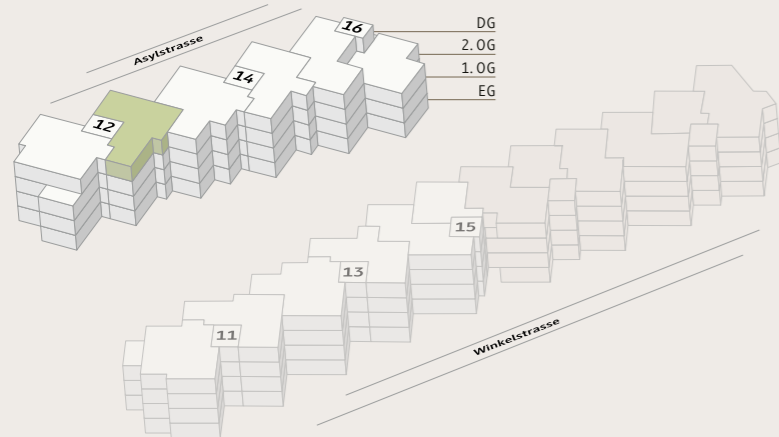 Asylstrasse
16
DG
2. OG
14
1. OG
EG
12
15
13
11
Winkelstrasse